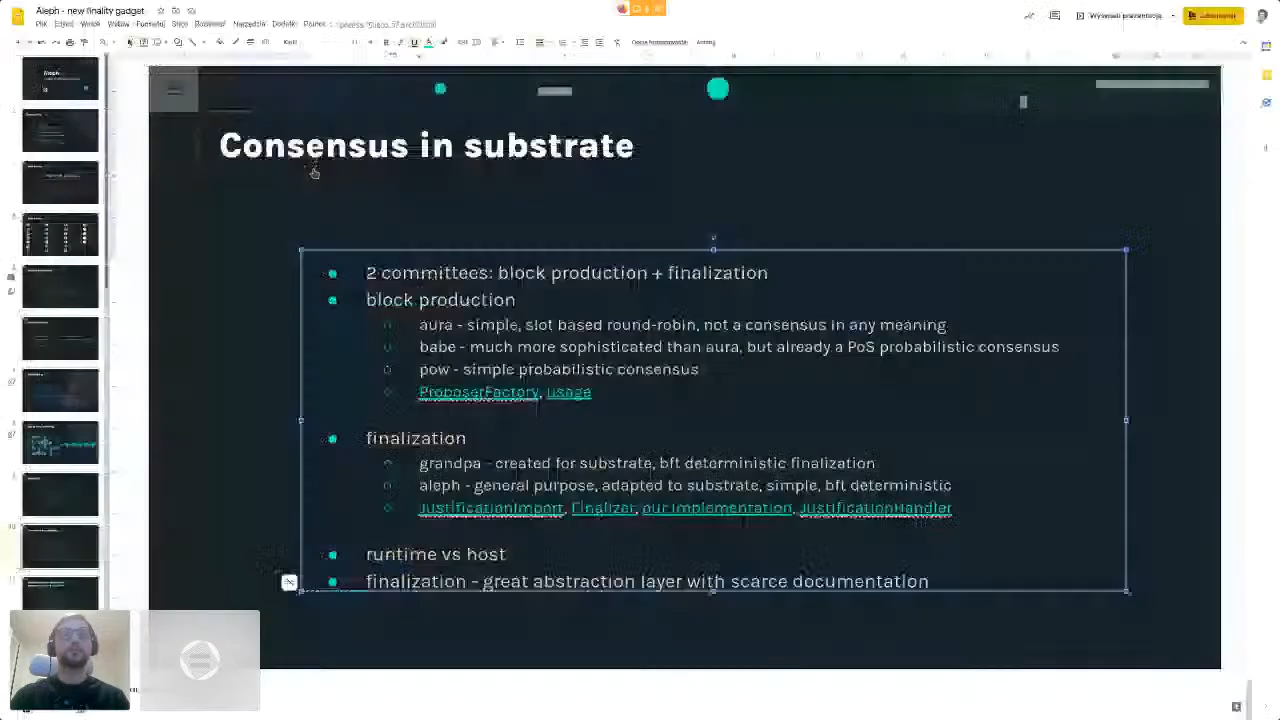 Aleph - new finality gadget
Consensus in substrate
2 committees: block production + finalization
block production
aura - simple, slot based round-robin, not a consensus in any meaning
babe - much more sophisticated than aura, but already a PoS probabilistic consensus
pow - simple probabilistic consensus
ProposerFactory, usage
finalization
grandpa - created for substrate, bft deterministic finalization
aleph - general purpose, adapted to substrate, simple, bft deterministic
JustificationImport, Finalizer, our implementation, JustificationHandler
runtime vs host
finalization - great abstraction layer with scarce documentation